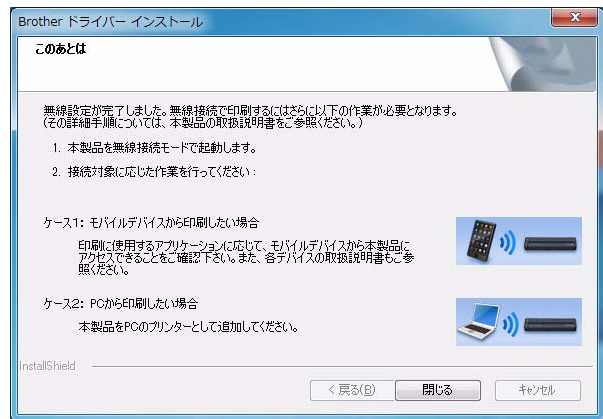 Brother ドライバー インストール
このあとは
無線設定が完了しました。無線接続で印刷するにはさらに以下の作業が必要となります。
(その詳細手順については、本製品の取扱説明書をご参照ください。)
1. 本製品を無線接続モードで起動します。
2. 接続対象に応じた作業を行ってください:
ケース1: モバイルデバイスから印刷したい場合
印刷に使用するアプリケーションに応じて、モバイルデバイスから本製品に
アクセスできることをご確認下さい。また、各デバイスの取扱説明書もご参
照ください。
ケース2: PCから印刷したい場合
本製品をPCのプリンターとして追加してください。
InstallShield
< 戻る(B) 閉じる キャンセル